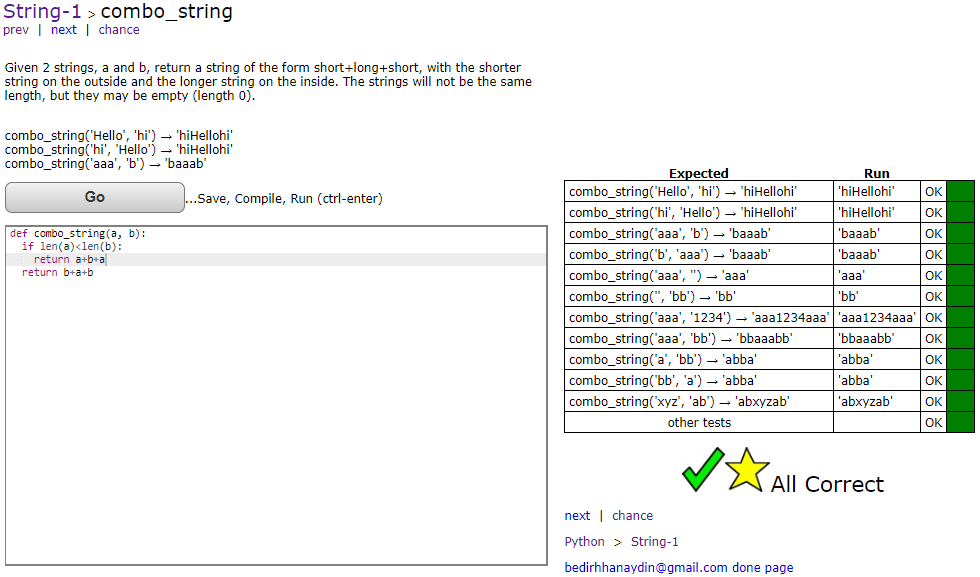 String-1 > combo_string
prev | next | chance
Given 2 strings, a and b, return a string of the form short+long+short, with the shorter
string on the outside and the longer string on the inside. The strings will not be the same
length, but they may be empty (length 0).
combo_string('Hello', 'hi') → 'hiHellohi'
combo_string('hi', 'Hello') → 'hiHellohi'
combo_string('aaa', 'b') → 'baaab'
Go ...Save, Compile, Run (ctrl-enter)
def combo_string(a, b):
  if len(a)<len(b):
    return a+b+a
  return b+a+b
Expected Run
combo_string('Hello', 'hi') → 'hiHellohi' 'hiHellohi' OK
combo_string('hi', 'Hello') → 'hiHellohi' 'hiHellohi' OK
combo_string('aaa', 'b') → 'baaab' 'baaab' OK
combo_string('b', 'aaa') → 'baaab' 'baaab' OK
combo_string('aaa', '') → 'aaa' 'aaa' OK
combo_string('', 'bb') → 'bb' 'bb' OK
combo_string('aaa', '1234') → 'aaa1234aaa' 'aaa1234aaa' OK
combo_string('aaa', 'bb') → 'bbaaabb' 'bbaaabb' OK
combo_string('a', 'bb') → 'abba' 'abba' OK
combo_string('bb', 'a') → 'abba' 'abba' OK
combo_string('xyz', 'ab') → 'abxyzab' 'abxyzab' OK
other tests OK
All Correct
next | chance
Python > String-1
bedirhhanaydin@gmail.com done page